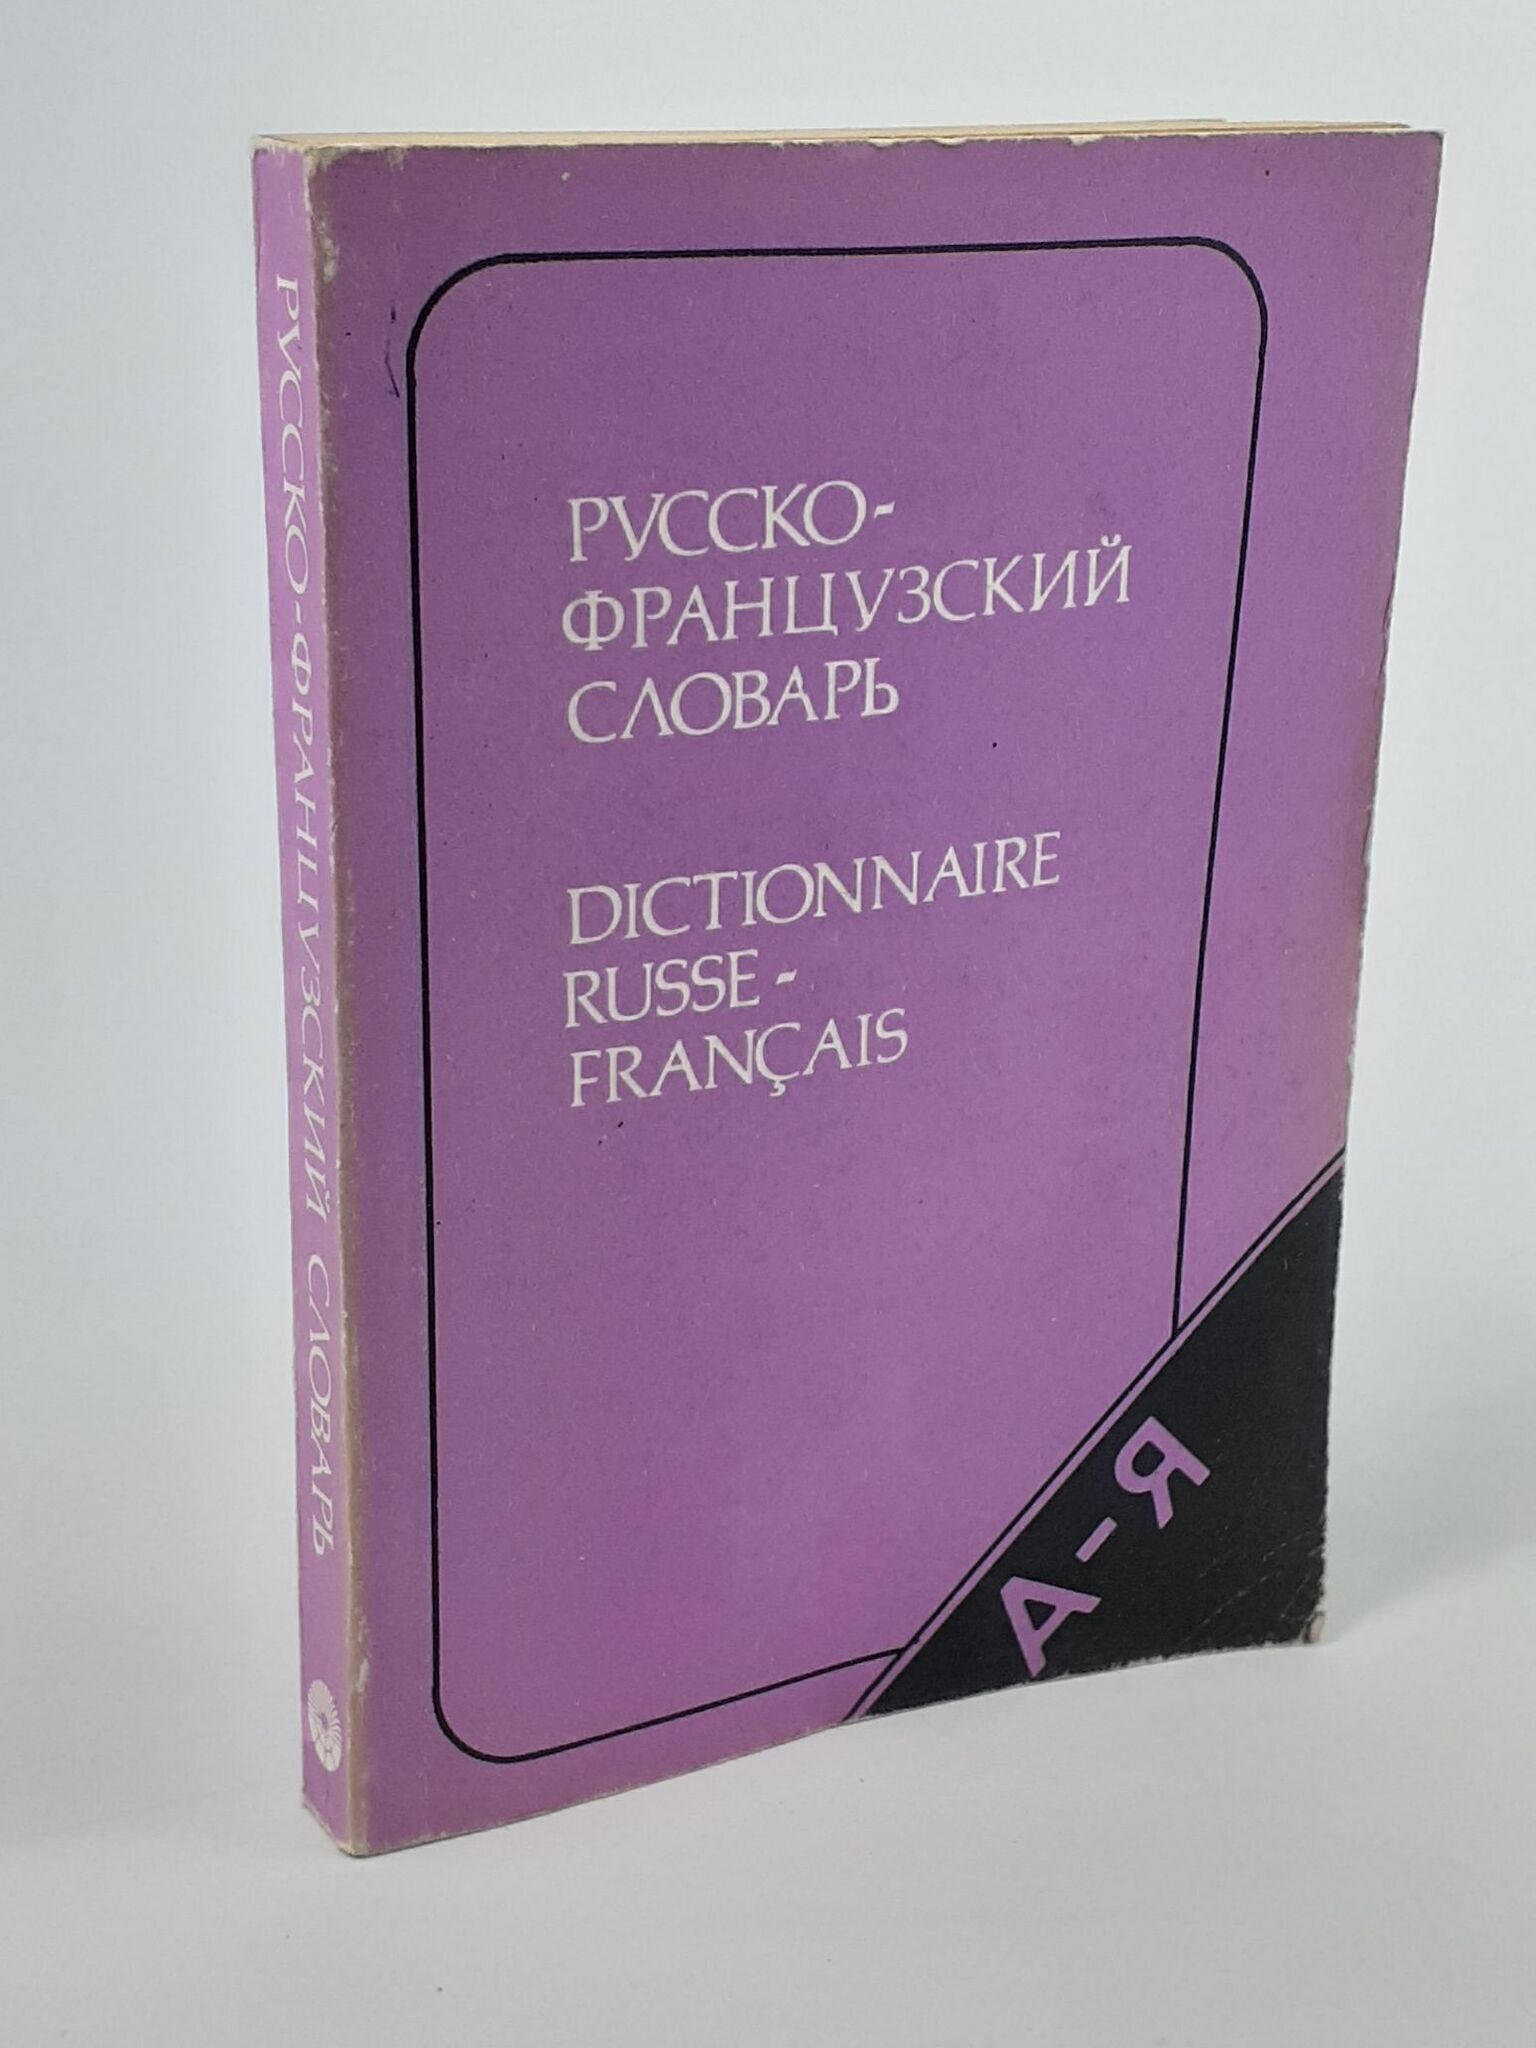 РУССКО-ФРАНЦУЗСКИЙ СЛОВАРЬ
РУССКО-
ФРАНЦУЗСКИЙ
СЛОВАРЬ
DICTIONNAIRE
RUSSE-
FRANÇAIS
А-Я